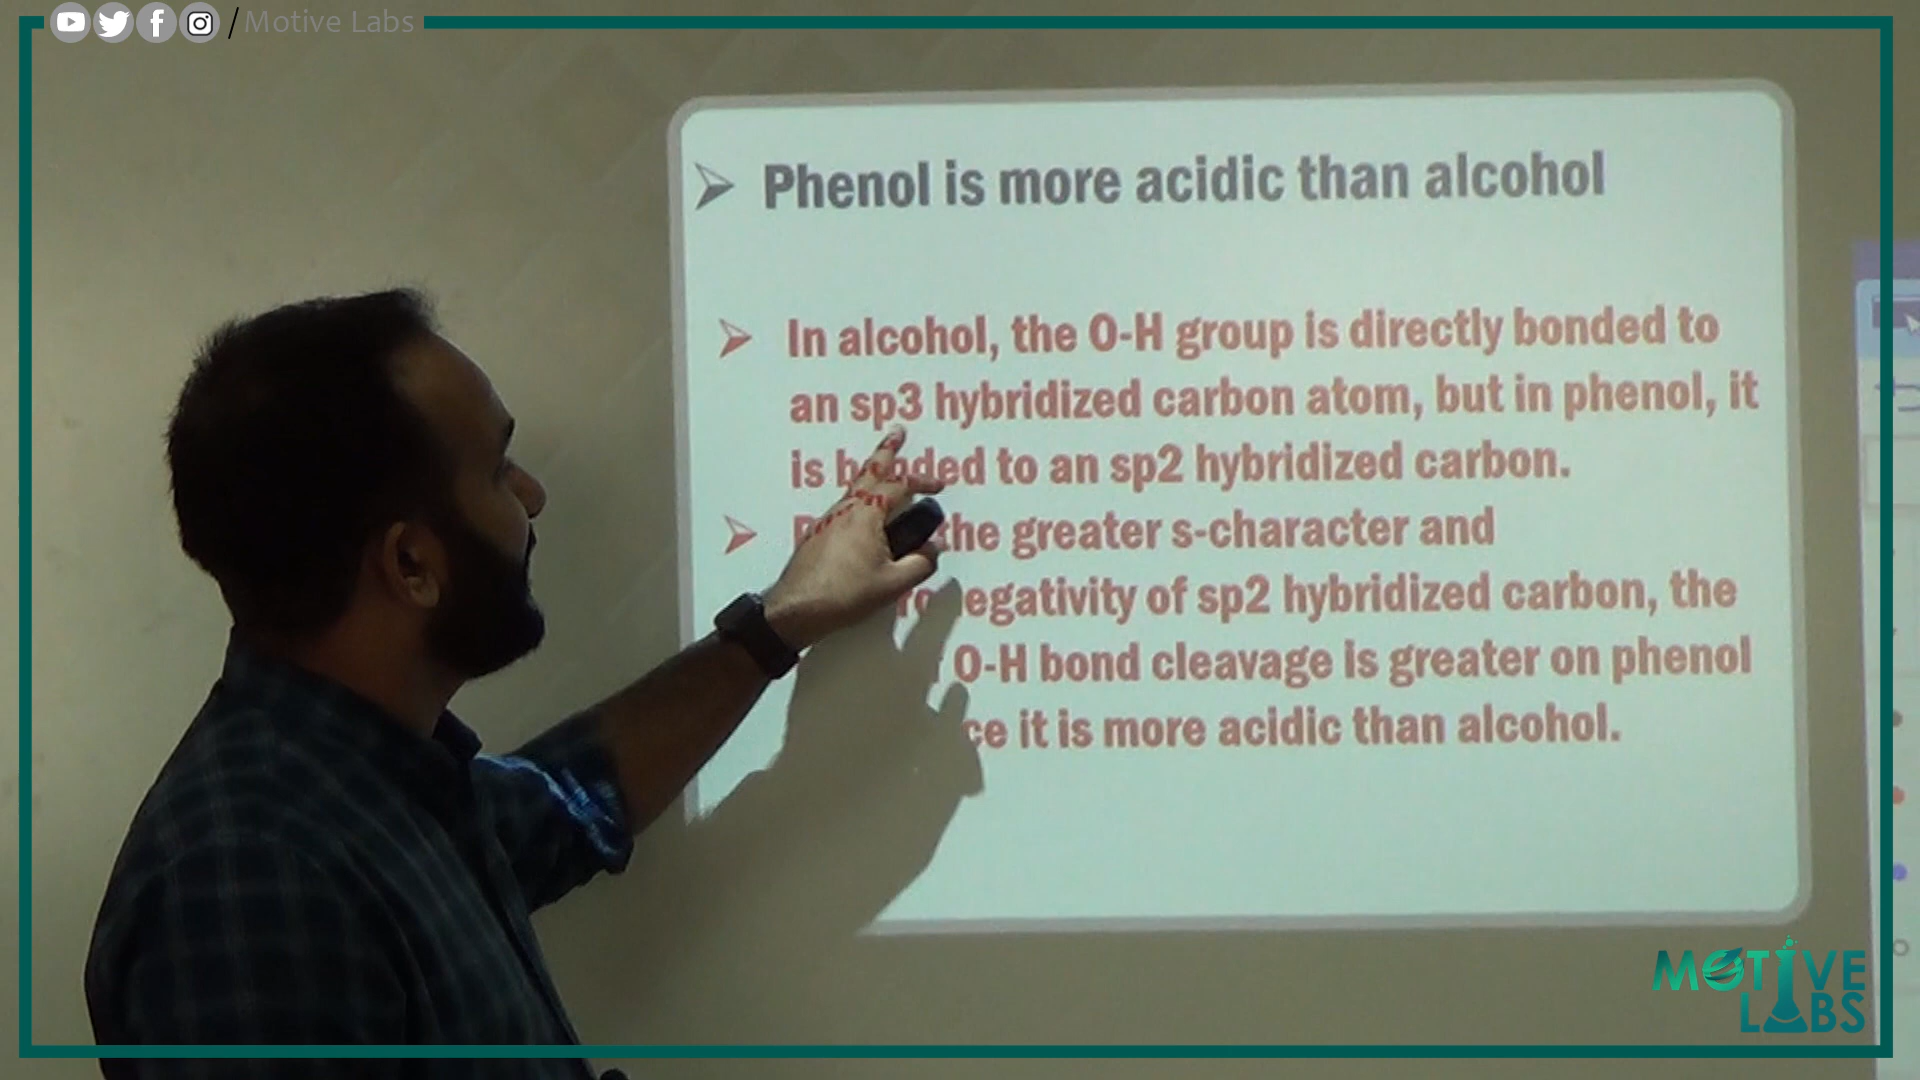 / Motive Labs
Phenol is more acidic than alcohol
In alcohol, the O-H group is directly bonded to
an sp3 hybridized carbon atom, but in phenol, it
is bonded to an sp2 hybridized carbon.
the greater s-character and
of sp2 hybridized carbon, the
O-H bond cleavage is greater on phenol
it is more acidic than alcohol.
MOTIVE
LABS